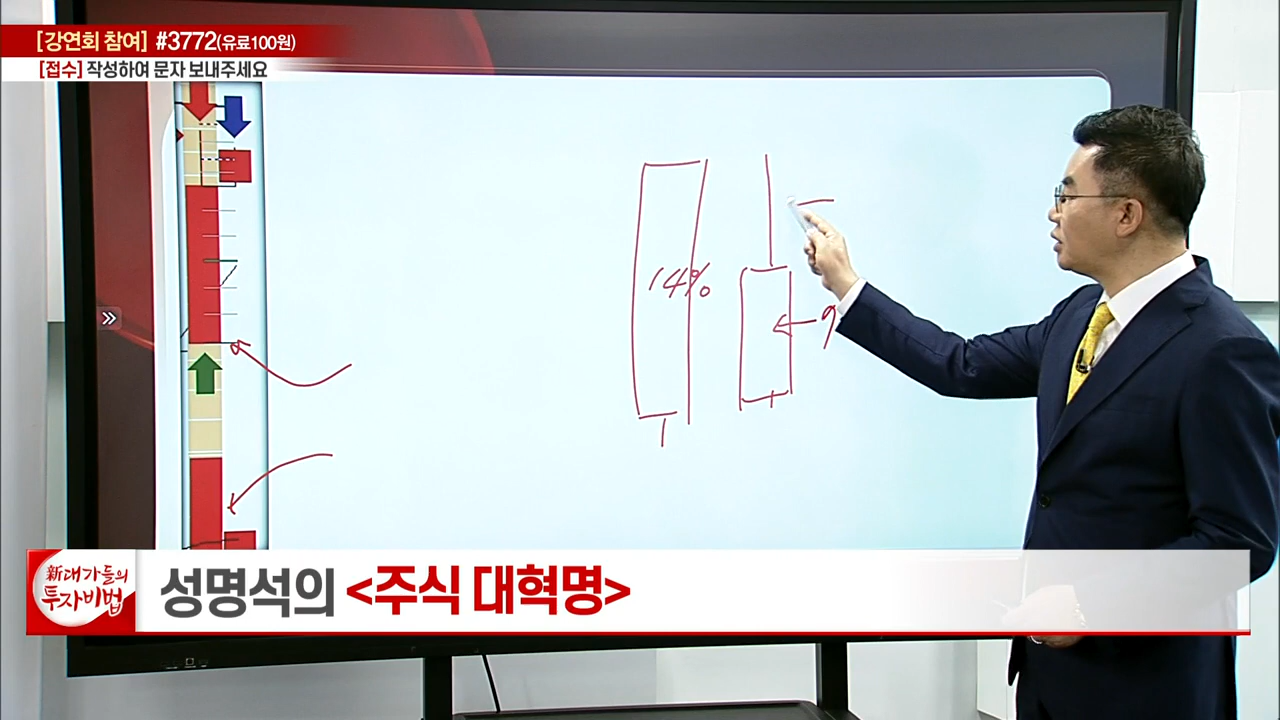 [강연회 참여] #3772(유료100원)
[접수] 작성하여 문자 보내주세요
14%
9
新대가들의
투자비법
성명석의 <주식 대혁명>